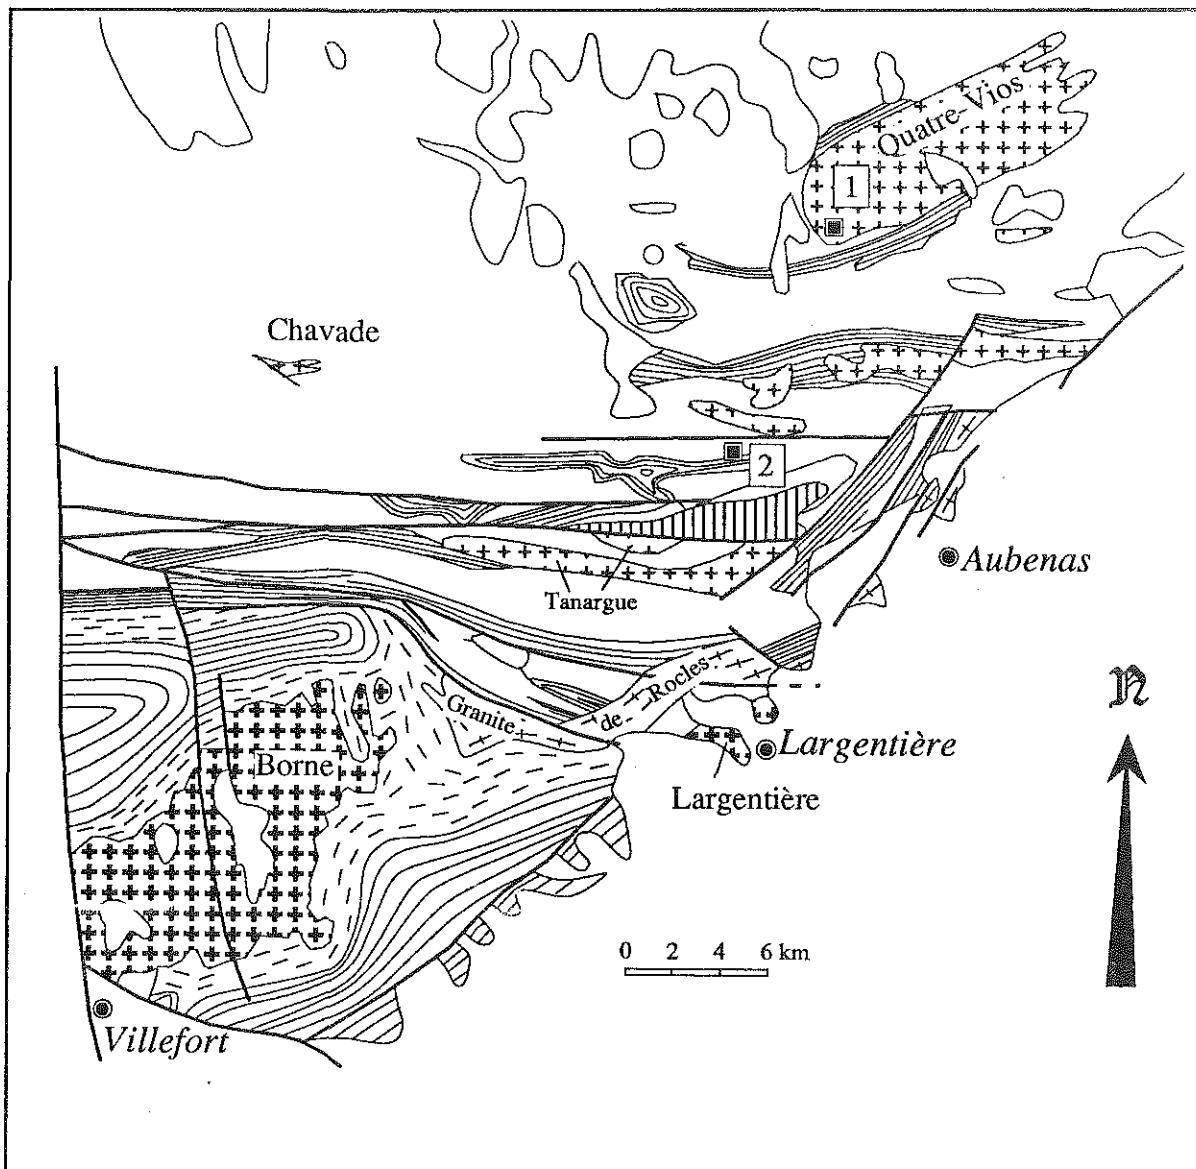 Quatre-Vios
1
Chavade
2
Aubenas
Tanargue
Granite de Rocles
N
Largentière
Borne
Largentière
0 2 4 6 km
Villefort